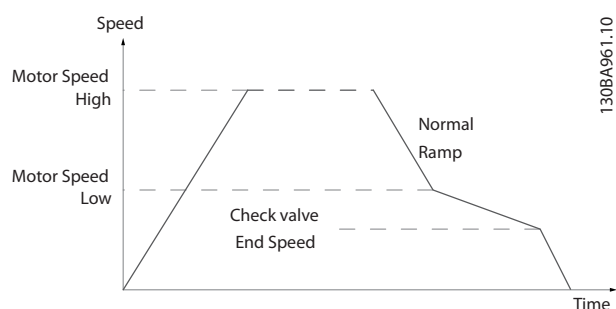 Speed
Motor Speed
High
Normal
Ramp
Motor Speed
Low
Check valve
End Speed
Time
130BA961.10